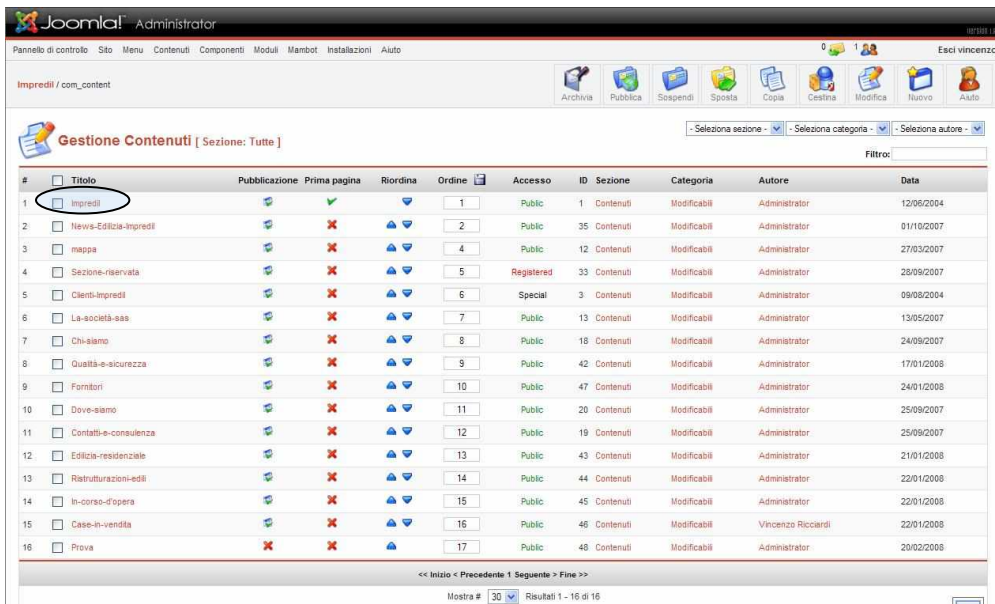 Joomla! Administrator
Pannello di controllo Sito Menu Contenuti Componenti Moduli Mambot Installazioni Aiuto 0 1 Esci vincenzo
Impredil / com_content
Archivia Pubblica Sospendi Sposta Copia Cestina Modifica Nuovo Aiuto
Gestione Contenuti [ Sezione: Tutte ]
- Seleziona sezione - - Seleziona categoria - - Seleziona autore -
Filtro:
# Titolo Pubblicazione Prima pagina Riordina Ordine Accesso ID Sezione Categoria Autore Data
1 Impredil 1 Public 1 Contenuti Modificabili Administrator 12/06/2004
2 News-Edilizia-Impredil 2 Public 35 Contenuti Modificabili Administrator 01/10/2007
3 mappa 4 Public 12 Contenuti Modificabili Administrator 27/03/2007
4 Sezione-riservata 5 Registered 33 Contenuti Modificabili Administrator 28/09/2007
5 Clienti-Impredil 6 Special 3 Contenuti Modificabili Administrator 09/08/2004
6 La-società-sas 7 Public 13 Contenuti Modificabili Administrator 13/05/2007
7 Chi-siamo 8 Public 18 Contenuti Modificabili Administrator 24/09/2007
8 Qualità-e-sicurezza 9 Public 42 Contenuti Modificabili Administrator 17/01/2008
9 Fornitori 10 Public 47 Contenuti Modificabili Administrator 24/01/2008
10 Dove-siamo 11 Public 20 Contenuti Modificabili Administrator 25/09/2007
11 Contatti-e-consulenza 12 Public 19 Contenuti Modificabili Administrator 25/09/2007
12 Edilizia-residenziale 13 Public 43 Contenuti Modificabili Administrator 21/01/2008
13 Ristrutturazioni-edili 14 Public 44 Contenuti Modificabili Administrator 22/01/2008
14 In-corso-d'opera 15 Public 45 Contenuti Modificabili Administrator 22/01/2008
15 Case-in-vendita 16 Public 46 Contenuti Modificabili Vincenzo Ricciardi 22/01/2008
16 Prova 17 Public 48 Contenuti Modificabili Administrator 20/02/2008
<< Inizio < Precedente 1 Seguente > Fine >>
Mostra # 30 Risultati 1 - 16 di 16